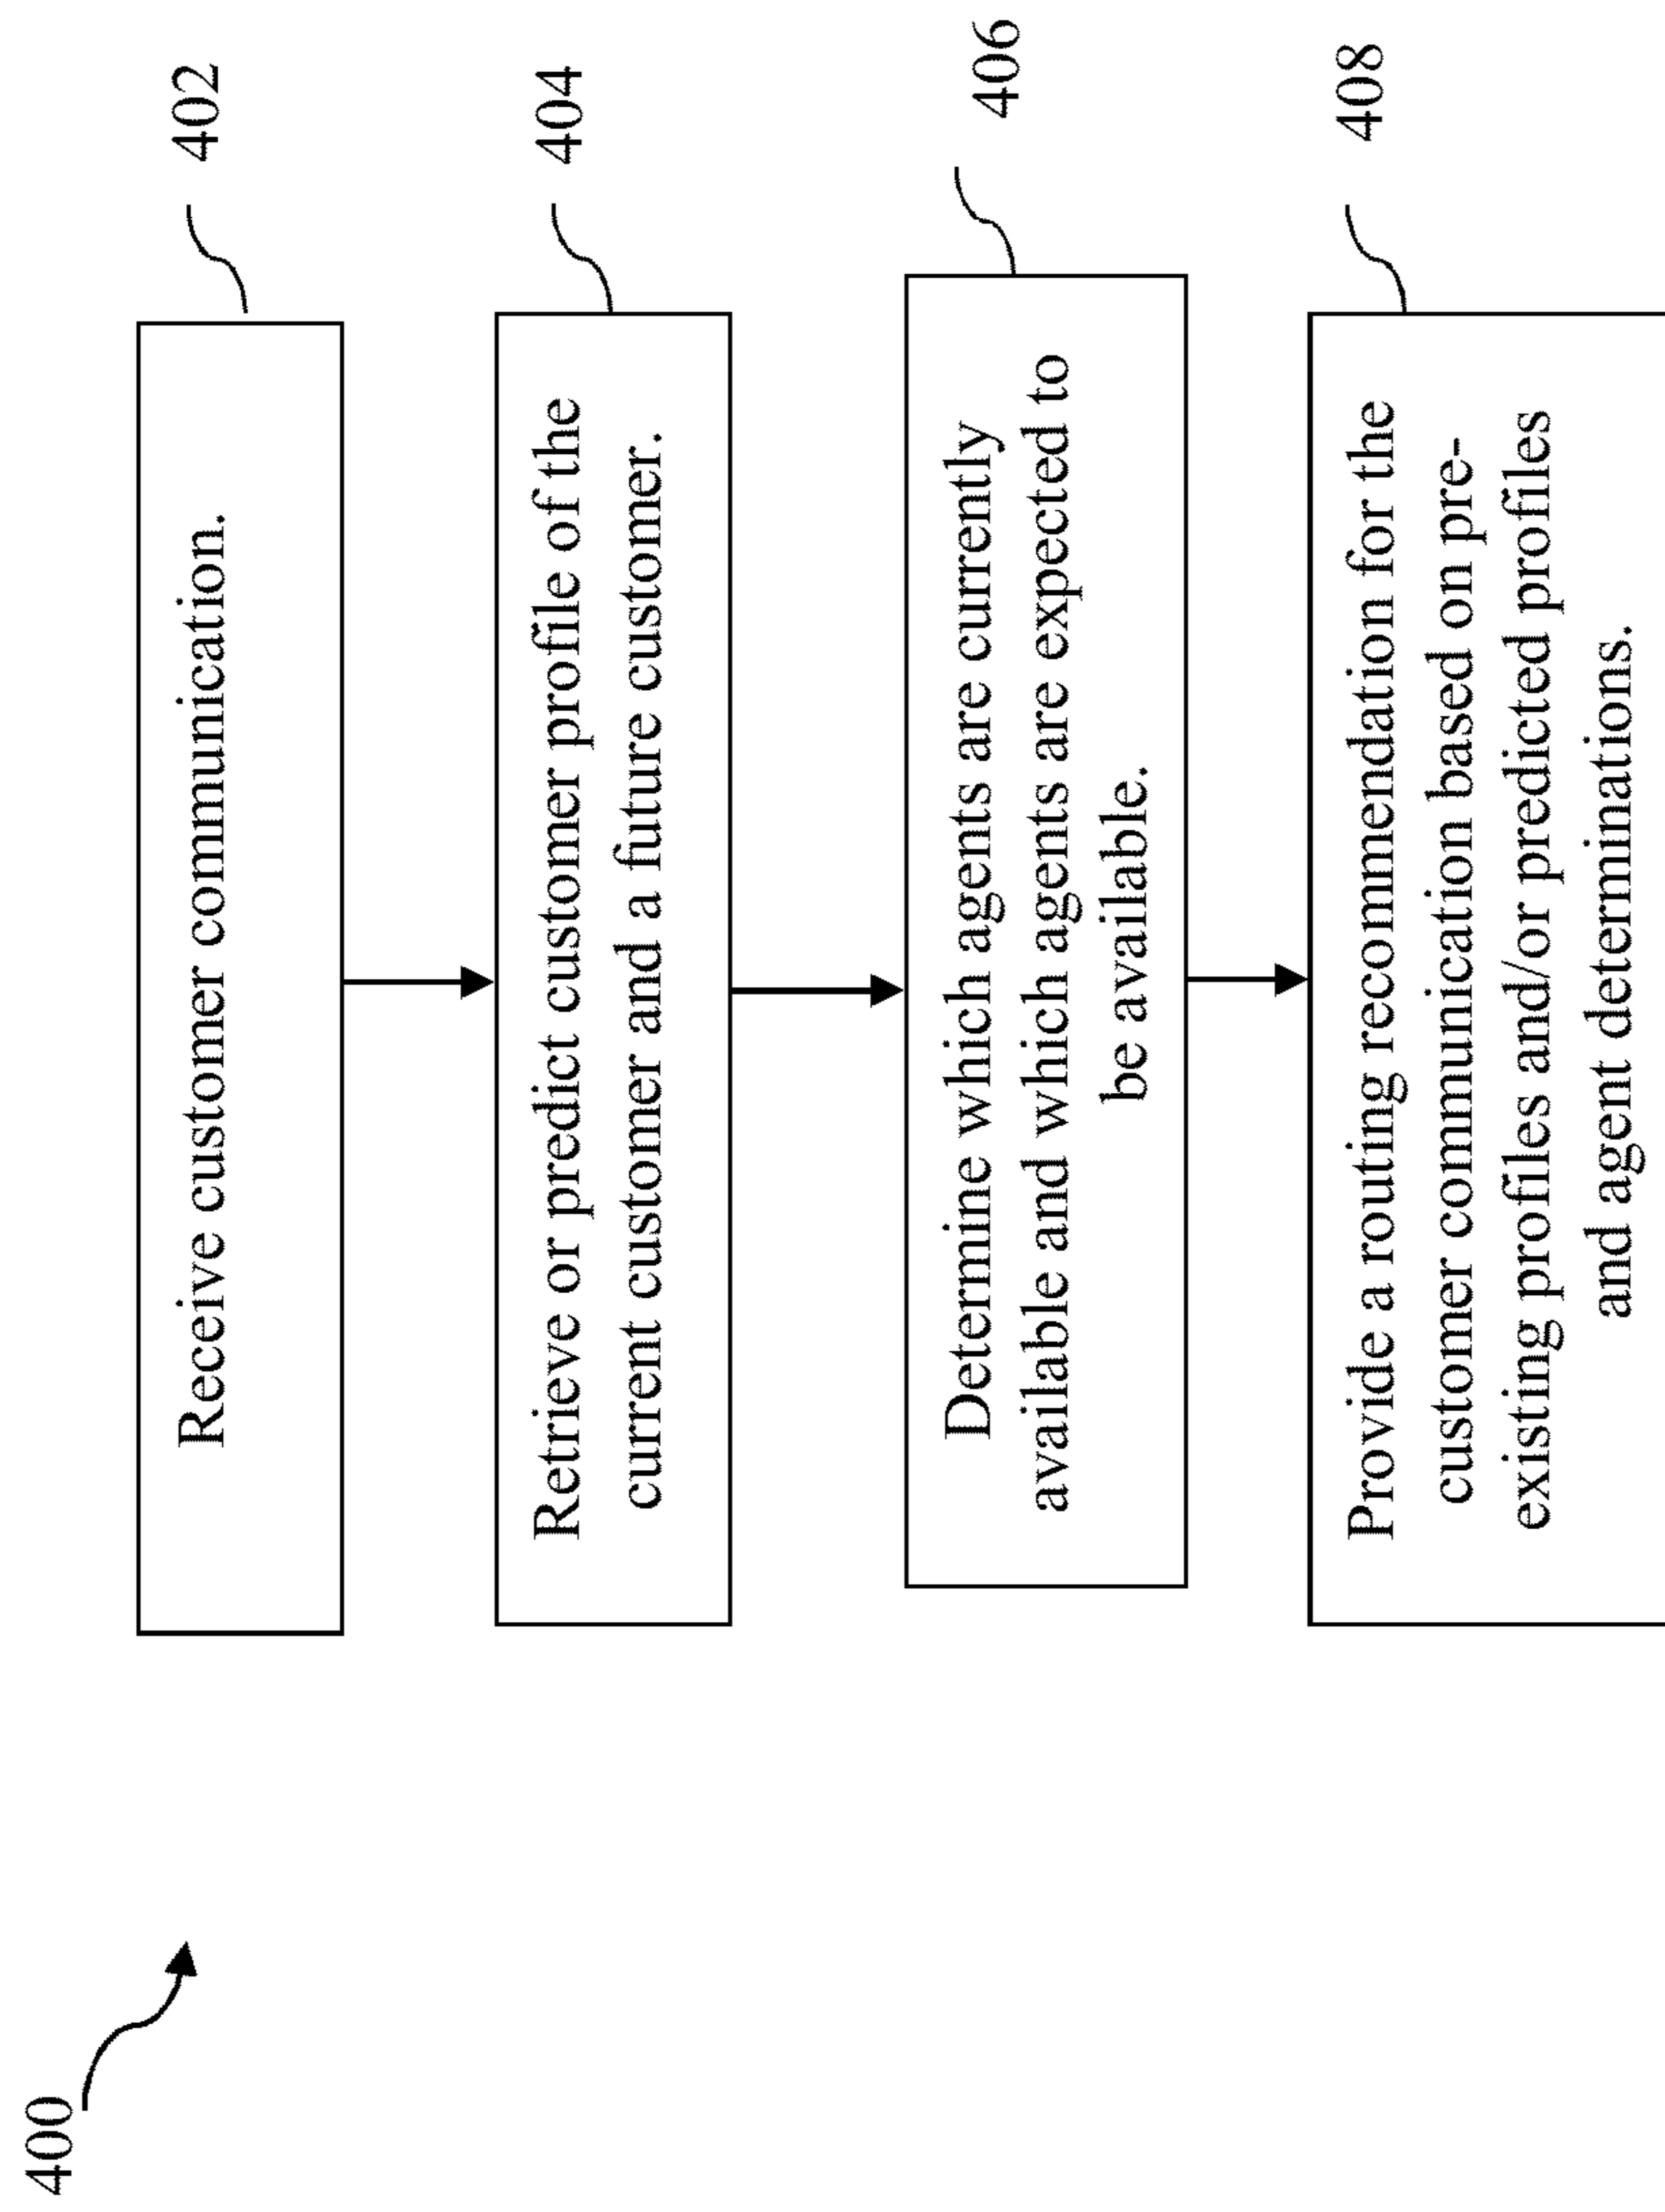 400
402
Receive customer communication.
404
Retrieve or predict customer profile of the
current customer and a future customer.
406
Determine which agents are currently
available and which agents are expected to
be available.
408
Provide a routing recommendation for the
customer communication based on pre-
existing profiles and/or predicted profiles
and agent determinations.